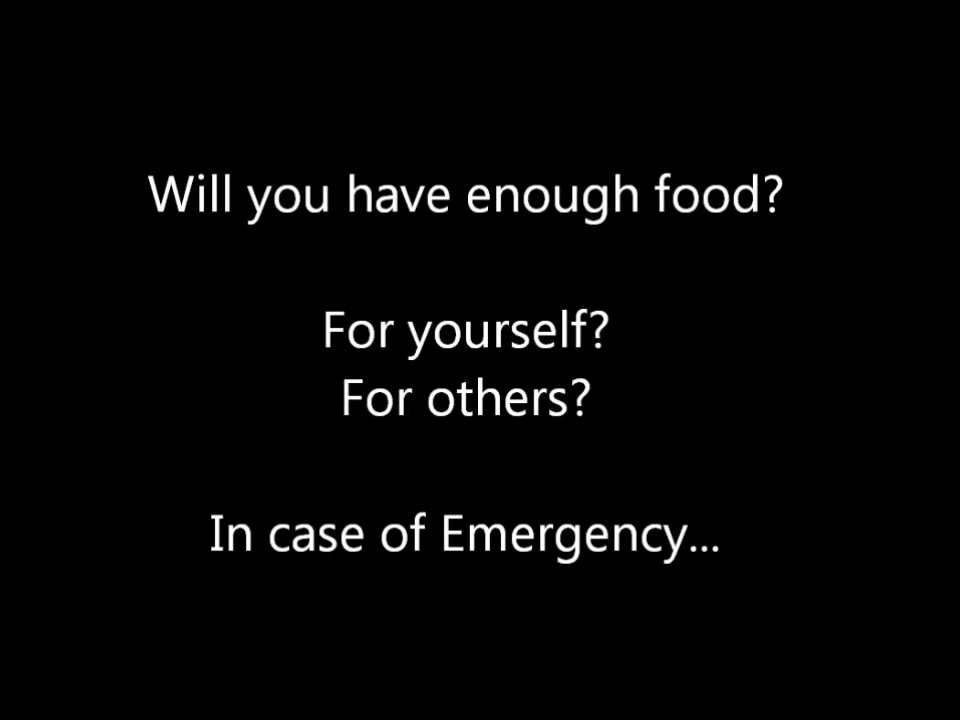 Will you have enough food?
For yourself?
For others?
In case of Emergency...